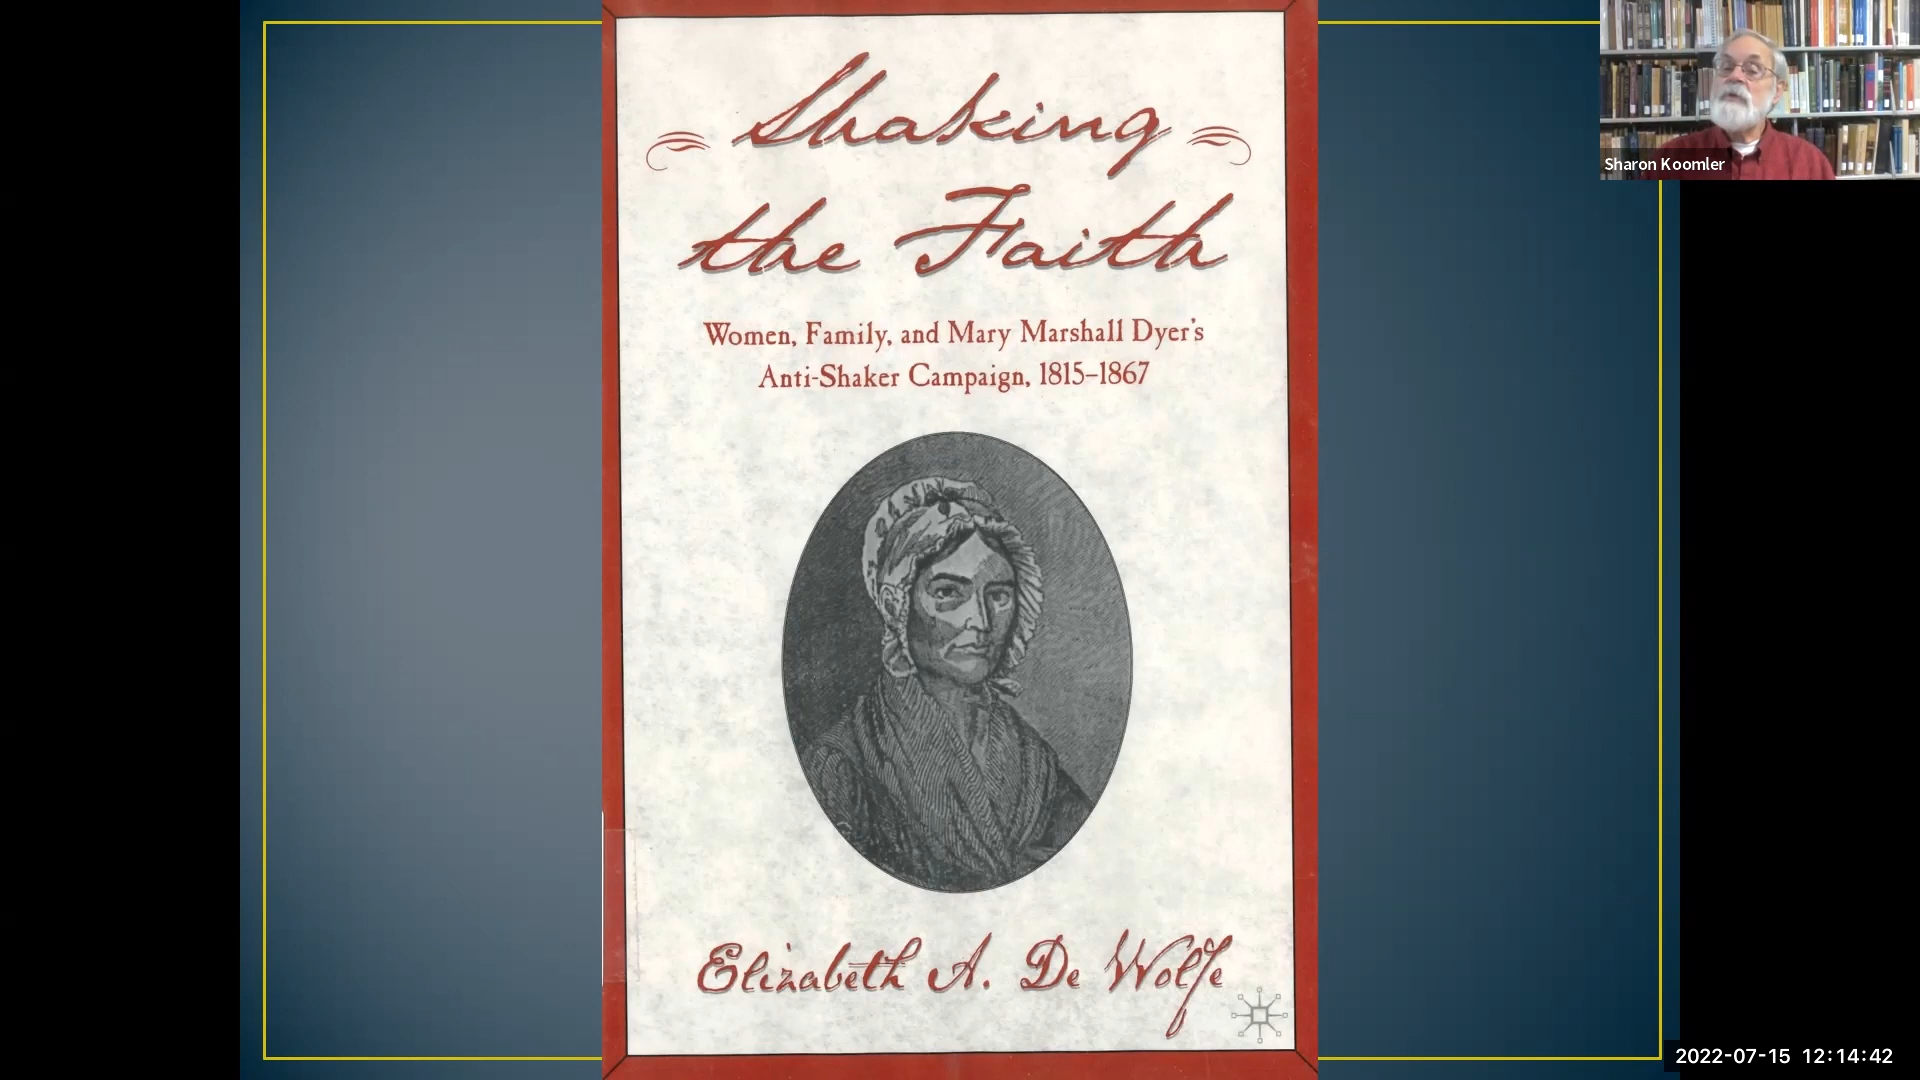 Shaking
the Faith
Women, Family, and Mary Marshall Dyer's
Anti-Shaker Campaign, 1815–1867
Elizabeth A. De Wolfe
Sharon Koomler
2022-07-15 12:14:42